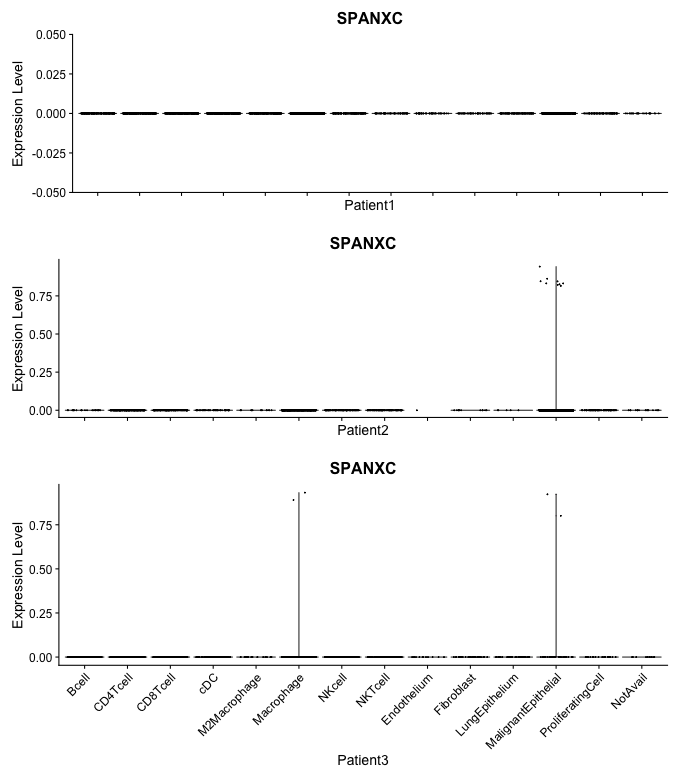 SPANXC
Expression Level
0.050
0.025
0.000
-0.025
-0.050
Patient1
SPANXC
Expression Level
0.75
0.50
0.25
0.00
Patient2
SPANXC
Expression Level
0.75
0.50
0.25
0.00
Bcell
CD4Tcell
CD8Tcell
cDC
M2Macrophage
Macrophage
NKcell
NKTcell
Endothelium
Fibroblast
LungEpithelium
MalignantEpithelial
ProliferatingCell
NotAvail
Patient3